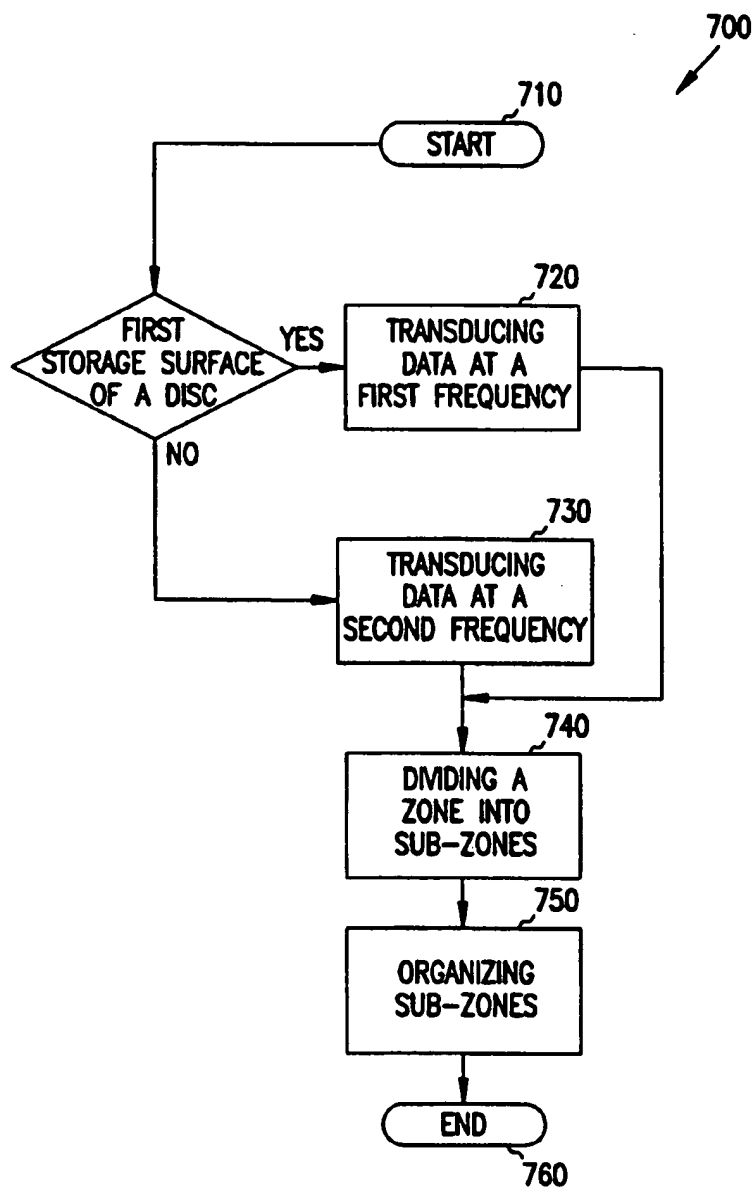 700
710
START
FIRST
STORAGE SURFACE
OF A DISC
YES
NO
720
TRANSDUCING
DATA AT A
FIRST FREQUENCY
730
TRANSDUCING
DATA AT A
SECOND FREQUENCY
740
DIVIDING A
ZONE INTO
SUB-ZONES
750
ORGANIZING
SUB-ZONES
END
760